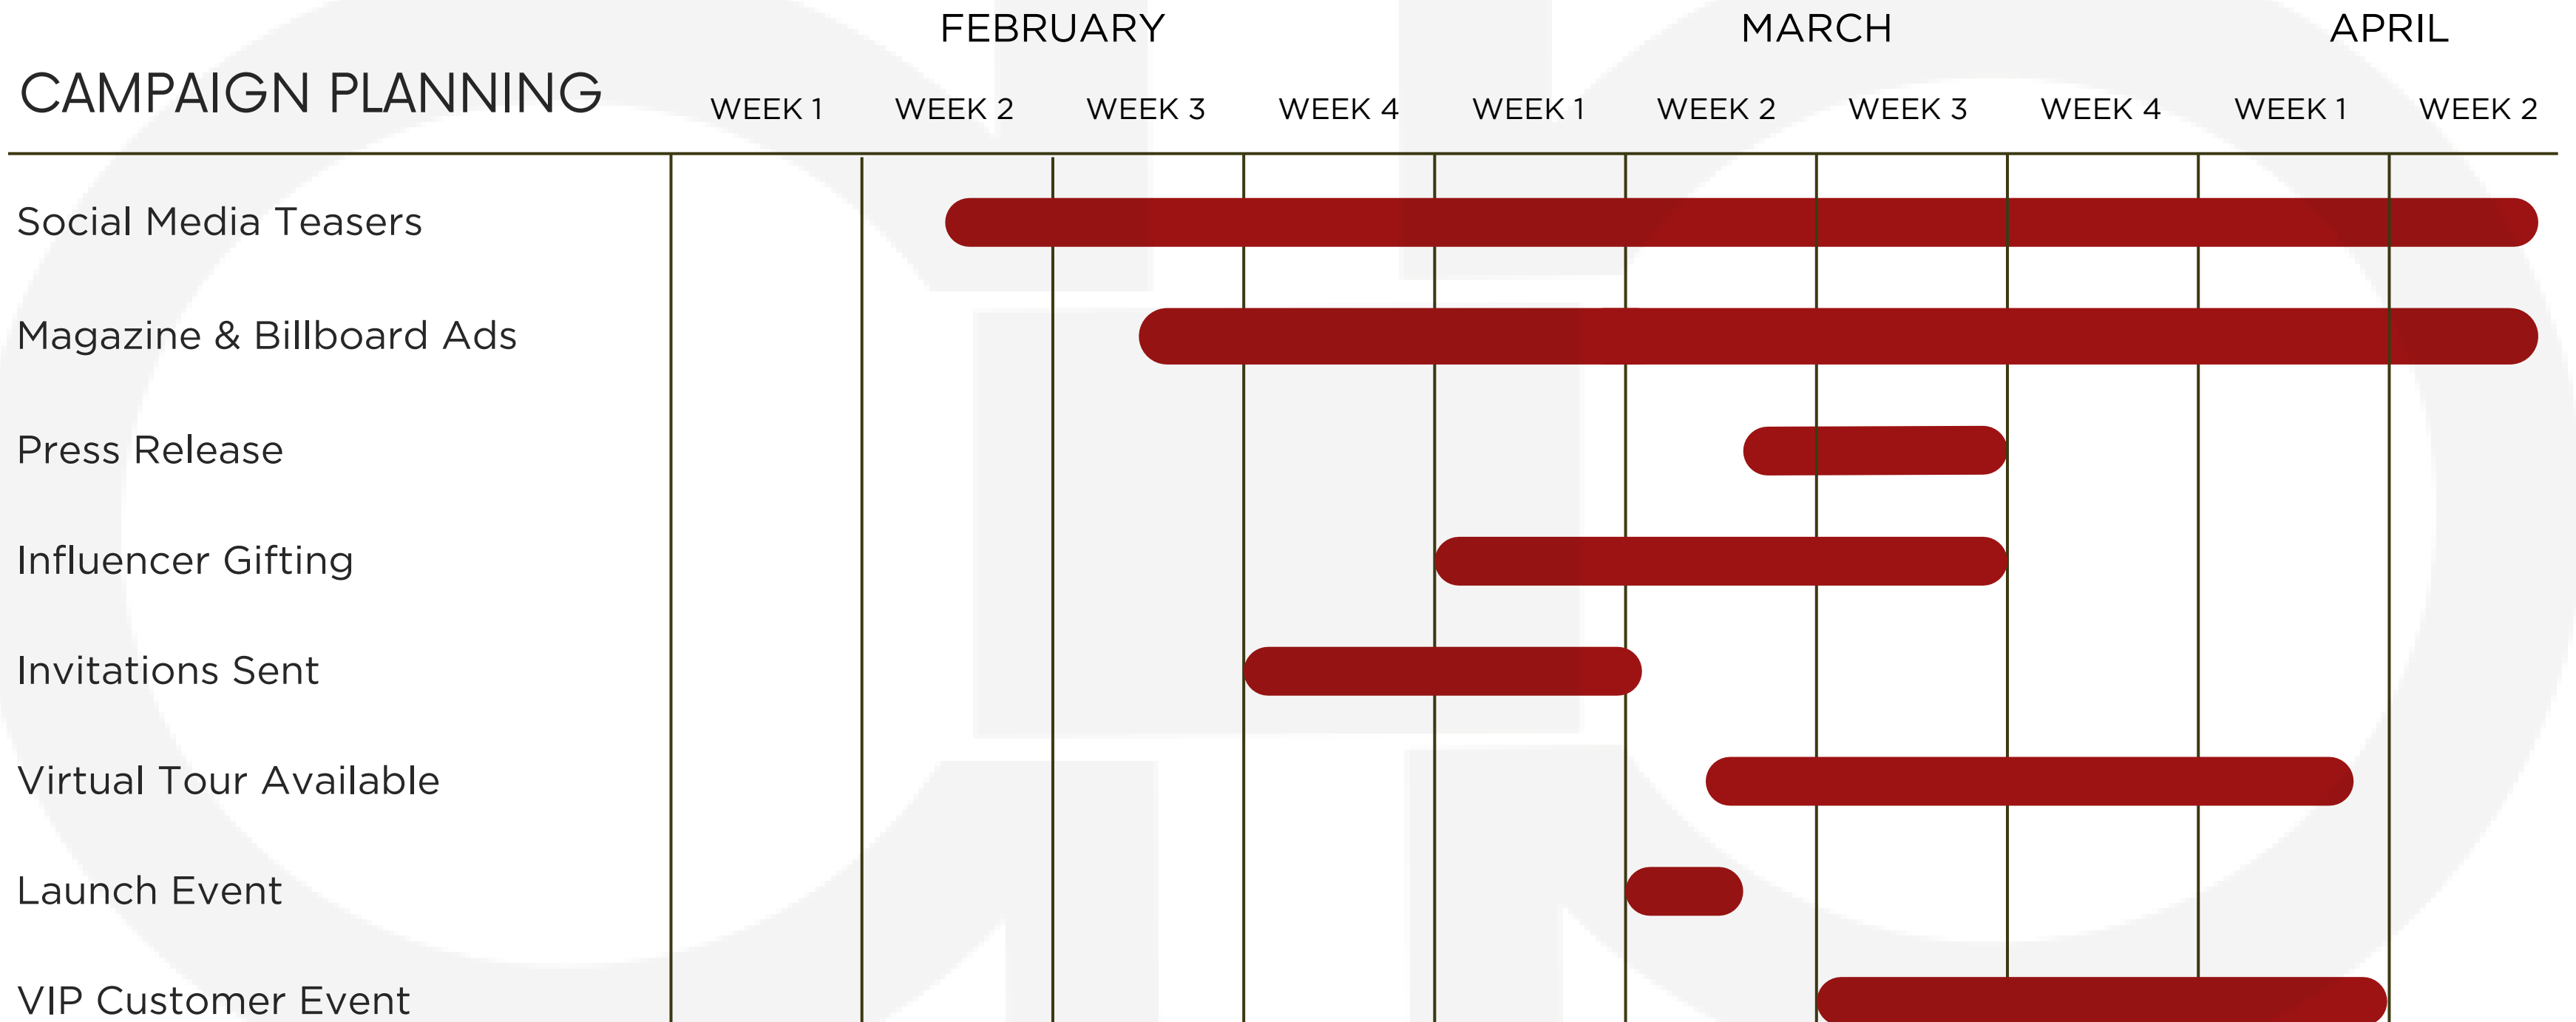 FEBRUARY MARCH APRIL
CAMPAIGN PLANNING
WEEK 1 WEEK 2 WEEK 3 WEEK 4 WEEK 1 WEEK 2 WEEK 3 WEEK 4 WEEK 1 WEEK 2
Social Media Teasers
Magazine & Billboard Ads
Press Release
Influencer Gifting
Invitations Sent
Virtual Tour Available
Launch Event
VIP Customer Event